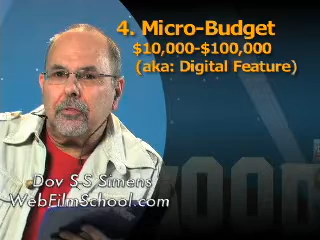 4. Micro-Budget
$10,000-$100,000
(aka: Digital Feature)
Dov S S Simens
WebFilmSchool.com